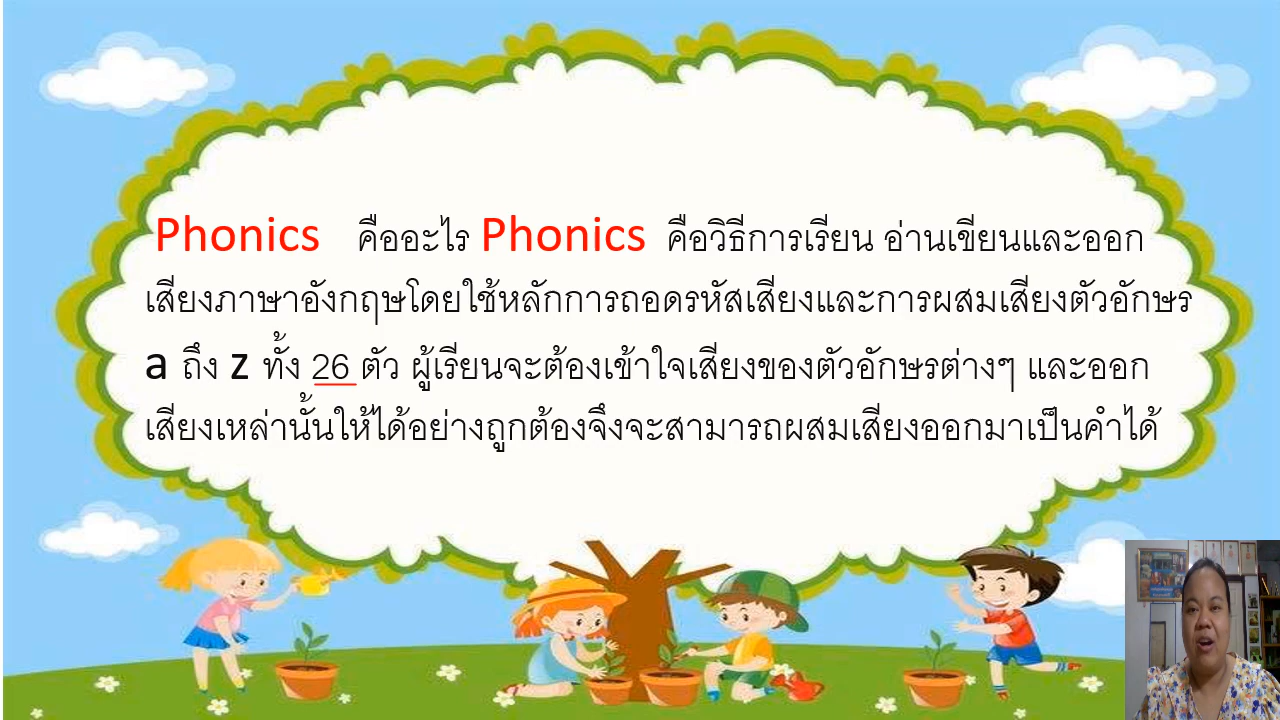 Phonics คืออะไร Phonics คือวิธีการเรียน อ่านเขียนและออก
เสียงภาษาอังกฤษโดยใช้หลักการถอดรหัสเสียงและการผสมเสียงตัวอักษร
a ถึง z ทั้ง 26 ตัว ผู้เรียนจะต้องเข้าใจเสียงของตัวอักษรต่างๆ และออก
เสียงเหล่านั้นให้ได้อย่างถูกต้องจึงจะสามารถผสมเสียงออกมาเป็นคำได้